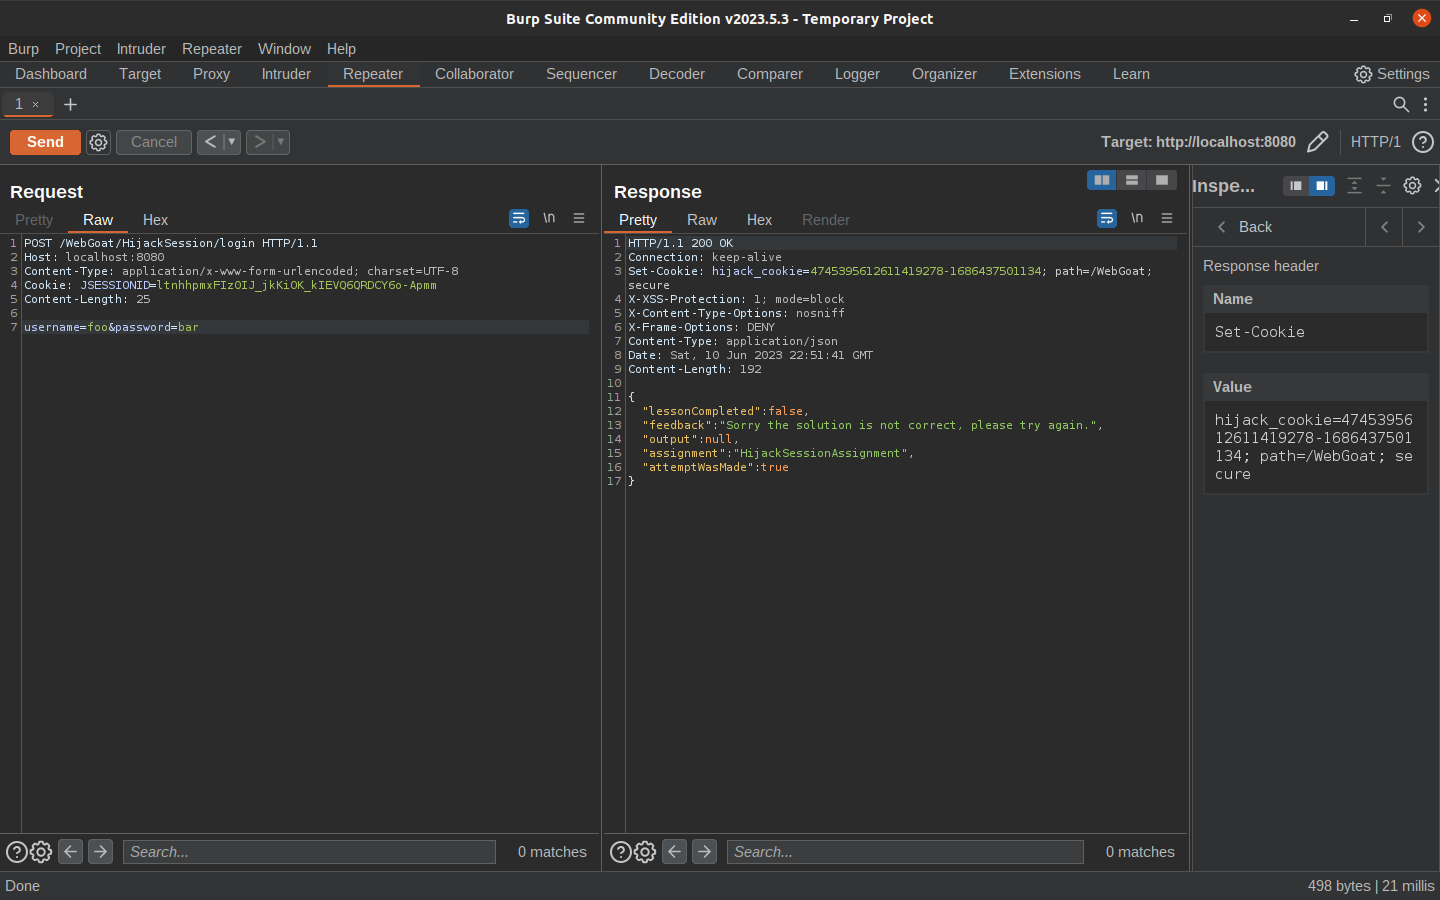 Burp Suite Community Edition v2023.5.3 - Temporary Project
Burp Project Intruder Repeater Window Help
Dashboard Target Proxy Intruder Repeater Collaborator Sequencer Decoder Comparer Logger Organizer Extensions Learn Settings
1 ×
Send Cancel < > Target: http://localhost:8080 HTTP/1 ?
Request
Pretty Raw Hex \n
1 POST /WebGoat/HijackSession/login HTTP/1.1
2 Host: localhost:8080
3 Content-Type: application/x-www-form-urlencoded; charset=UTF-8
4 Cookie: JSESSIONID=ltnhhpmxFIzOIJ_jkKiOK_kIEVQ6QRDCY6o-Apmm
5 Content-Length: 25
6
7 username=foo&password=bar
? Search... 0 matches
Response
Pretty Raw Hex Render \n
1 HTTP/1.1 200 OK
2 Connection: keep-alive
3 Set-Cookie: hijack_cookie=4745395612611419278-1686437501134; path=/WebGoat;
secure
4 X-XSS-Protection: 1; mode=block
5 X-Content-Type-Options: nosniff
6 X-Frame-Options: DENY
7 Content-Type: application/json
8 Date: Sat, 10 Jun 2023 22:51:41 GMT
9 Content-Length: 192
10
11 {
12 "lessonCompleted":false,
13 "feedback":"Sorry the solution is not correct, please try again.",
14 "output":null,
15 "assignment":"HijackSessionAssignment",
16 "attemptWasMade":true
17 }
? Search... 0 matches
Inspe...
Back
Response header
Name
Set-Cookie
Value
hijack_cookie=47453956
12611419278-1686437501
134; path=/WebGoat; se
cure
Done 498 bytes | 21 millis